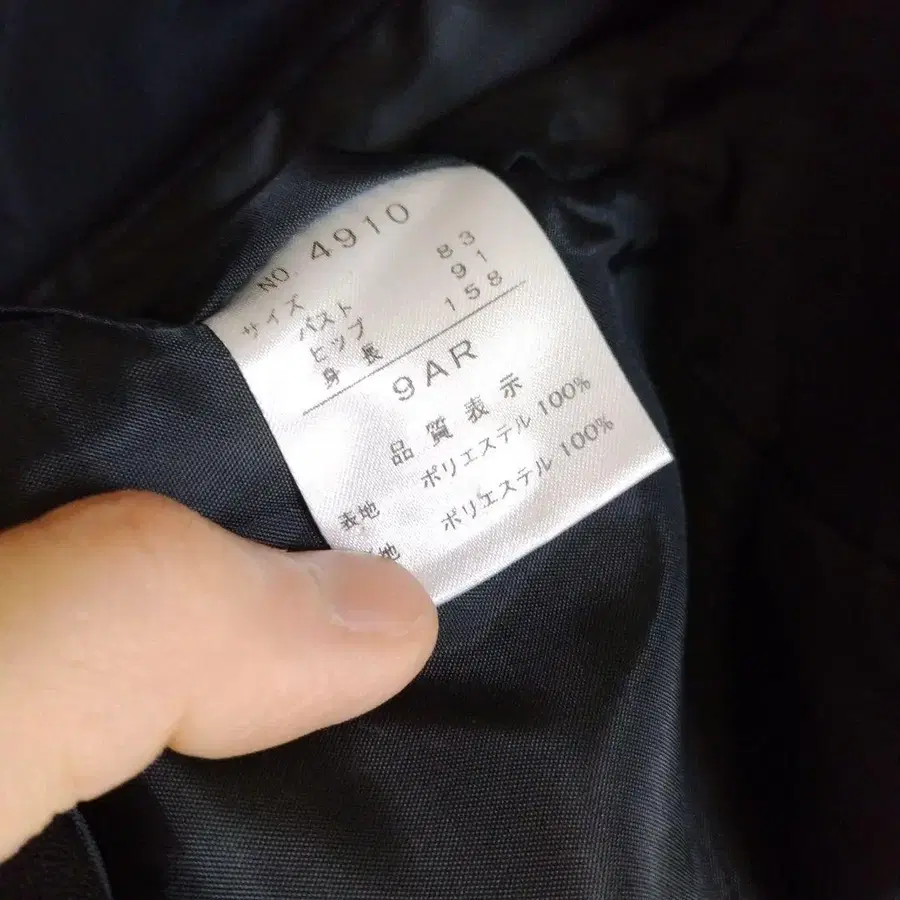 NO. 4910
サイズ
バスト 83
ヒップ 91
身長 158
9AR
品質表示
表地 ポリエステル 100%
地 ポリエステル 100%